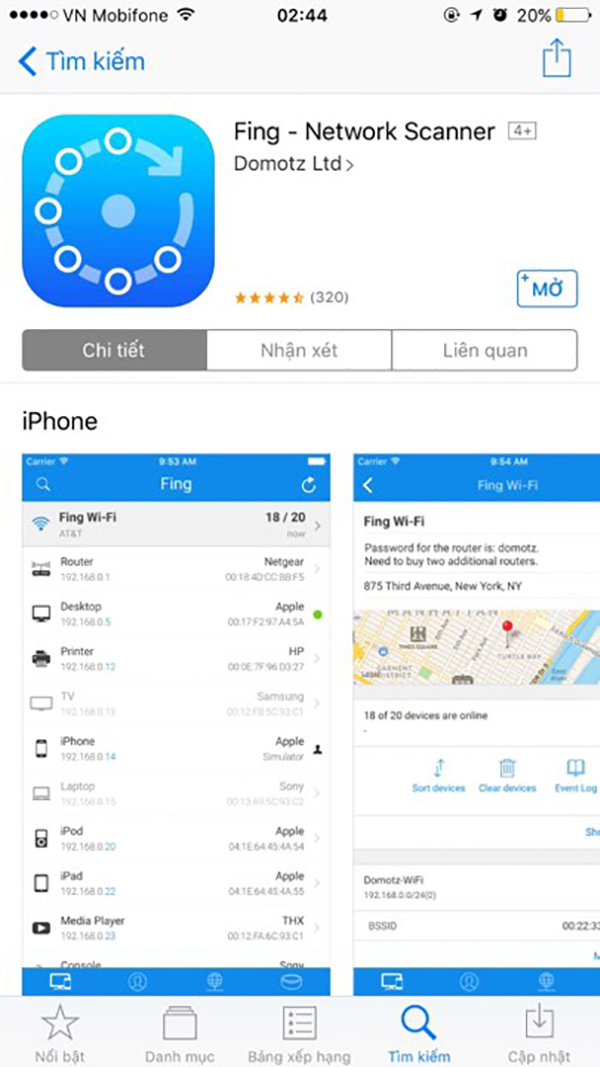 VN Mobifone 02:44 20%
Tìm kiếm
Fing - Network Scanner 4+
Domotz Ltd >
(320)
+ MỞ
Chi tiết Nhận xét Liên quan
iPhone
Carrier 9:53 AM
Fing
Fing Wi-Fi 18 / 20
AT&T now
Router Netgear
192.168.0.1 00:18:4D:CC:BB:F5
Desktop Apple
192.168.0.5 00:17:F2:97:A4:5A
Printer HP
192.168.0.12 00:0E:7F:96:D3:27
TV Samsung
192.168.0.13 00:12:FB:5C:93:C1
iPhone Apple
192.168.0.14 Simulator
Laptop Sony
192.168.0.15 00:13:A9:5C:93:C2
iPod Apple
192.168.0.20 04:1E:64:45:4A:54
iPad Apple
192.168.0.22 04:1E:64:45:4A:55
Media Player THX
192.168.0.23 00:12:FA:6C:93:C1
Console Sony
Carrier 9:54 AM
Fing Wi-Fi
Fing Wi-Fi
Password for the router is: domotz.
Need to buy two additional routers.
875 Third Avenue, New York, NY
MANHATTAN
TIMES SQUARE
TURTLE BAY
GARMENT
DISTRICT
18 of 20 devices are online
-
Sort devices Clear devices Event Log
Sho
Domotz-WiFi
192.168.0.0/24(0)
BSSID 00:22:33
M
Nổi bật Danh mục Bảng xếp hạng Tìm kiếm Cập nhật